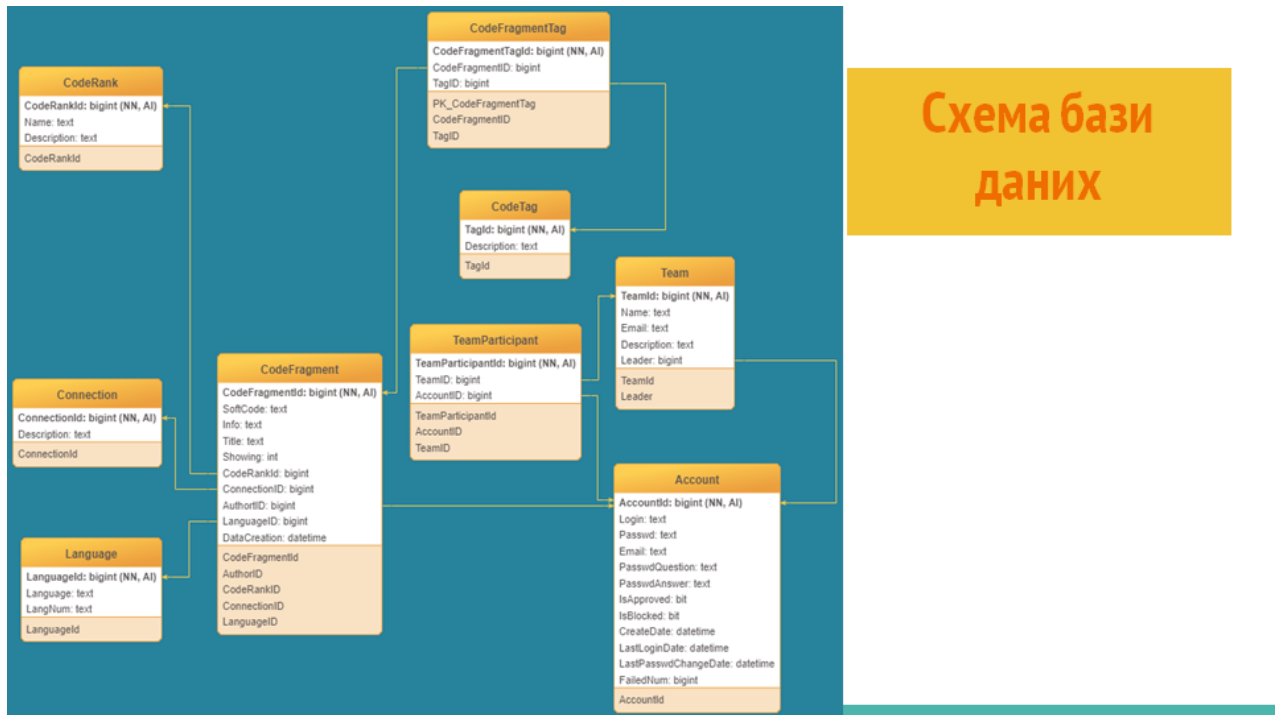 CodeFragmentTag
CodeFragmentTagId: bigint (NN, AI)
CodeFragmentID: bigint
TagID: bigint
PK_CodeFragmentTag
CodeFragmentID
TagID
CodeRank
CodeRankId: bigint (NN, AI)
Name: text
Description: text
CodeRankId
Схема бази
даних
CodeTag
TagId: bigint (NN, AI)
Description: text
TagId
Team
TeamId: bigint (NN, AI)
Name: text
Email: text
Description: text
Leader: bigint
TeamId
Leader
TeamParticipant
TeamParticipantId: bigint (NN, AI)
TeamID: bigint
AccountID: bigint
TeamParticipantId
AccountID
TeamID
CodeFragment
CodeFragmentId: bigint (NN, AI)
SoftCode: text
Info: text
Title: text
Showing: int
CodeRankId: bigint
ConnectionID: bigint
AuthortID: bigint
LanguageID: bigint
DataCreation: datetime
CodeFragmentId
AuthorID
CodeRankID
ConnectionID
LanguageID
Connection
ConnectionId: bigint (NN, AI)
Description: text
ConnectionId
Language
LanguageId: bigint (NN, AI)
Language: text
LangNum: text
LanguageId
Account
AccountId: bigint (NN, AI)
Login: text
Passwd: text
Email: text
PasswdQuestion: text
PasswdAnswer: text
IsApproved: bit
IsBlocked: bit
CreateDate: datetime
LastLoginDate: datetime
LastPasswdChangeDate: datetime
FailedNum: bigint
AccountId